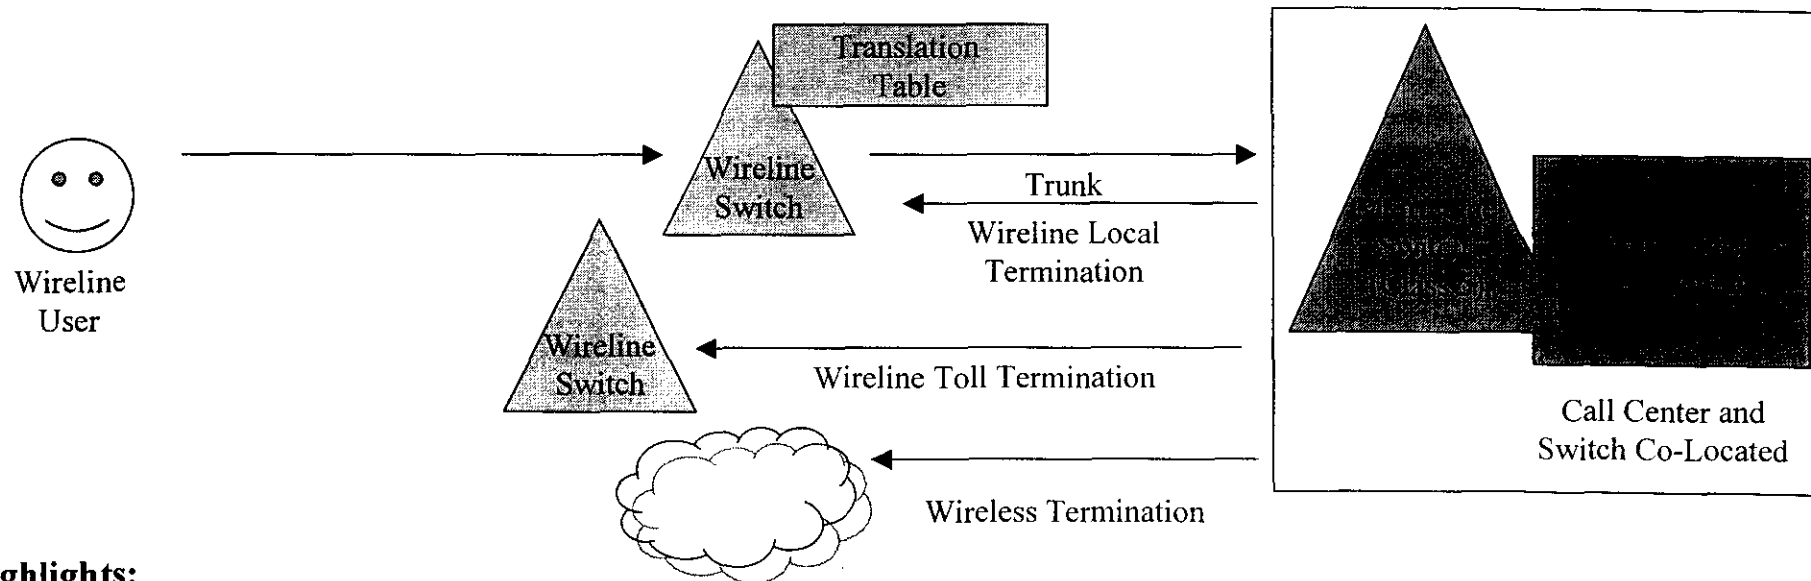 Translation
Table
Wireline
Switch
Trunk
Wireline Local
Termination
Wireline
User
Wireline
Switch
Wireline Toll Termination
Call Center and
Switch Co-Located
Wireless Termination
ghlights: